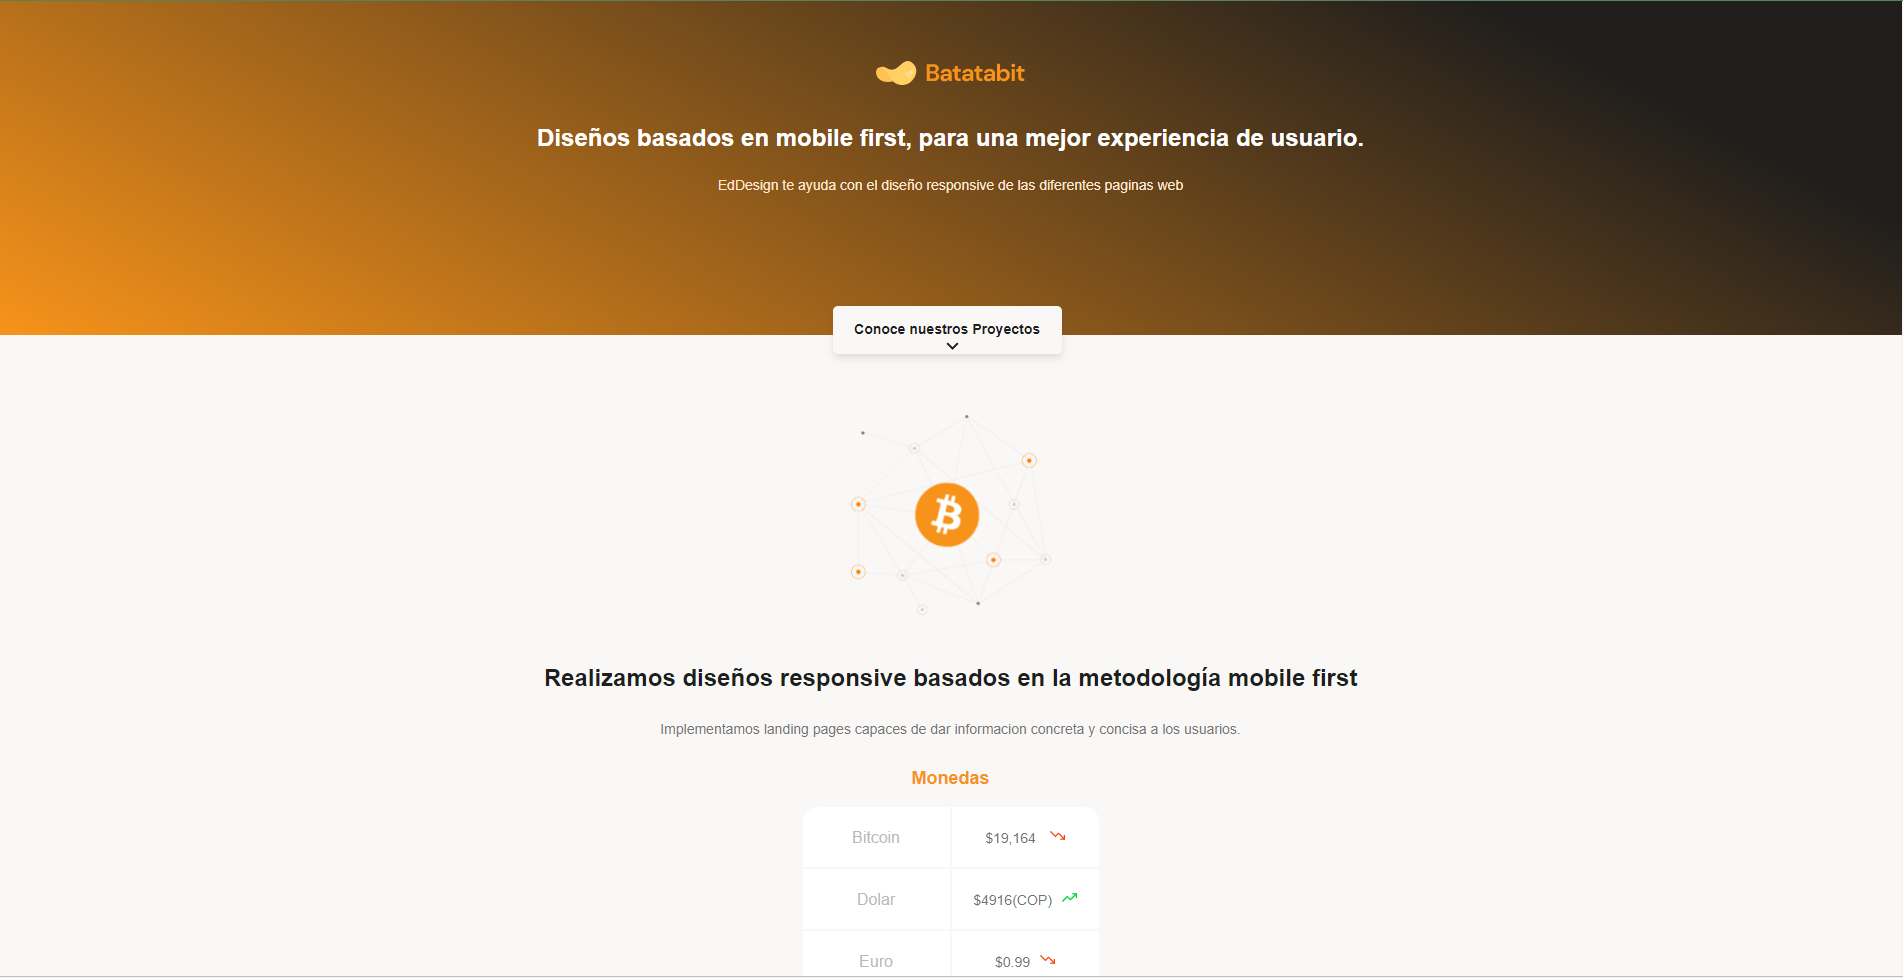 Batatabit
Diseños basados en mobile first, para una mejor experiencia de usuario.
EdDesign te ayuda con el diseño responsive de las diferentes paginas web
Conoce nuestros Proyectos
Realizamos diseños responsive basados en la metodología mobile first
Implementamos landing pages capaces de dar informacion concreta y concisa a los usuarios.
Monedas
Bitcoin $19,164
Dolar $4916(COP)
Euro $0.99